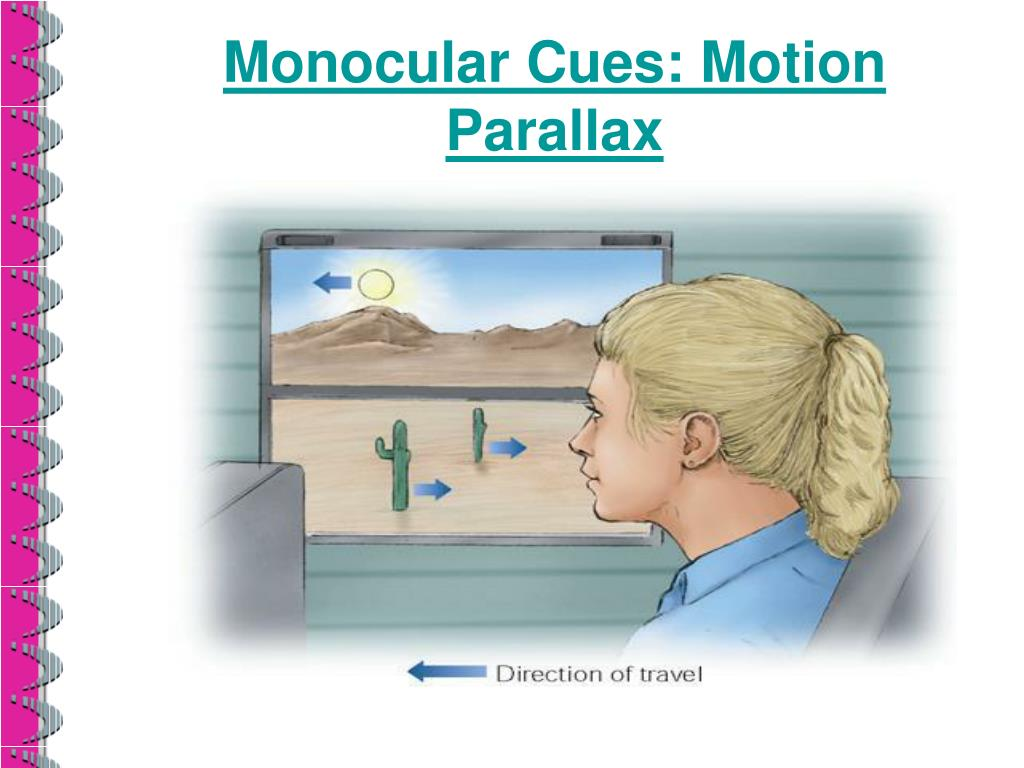 Monocular Cues: Motion
Parallax
Direction of travel